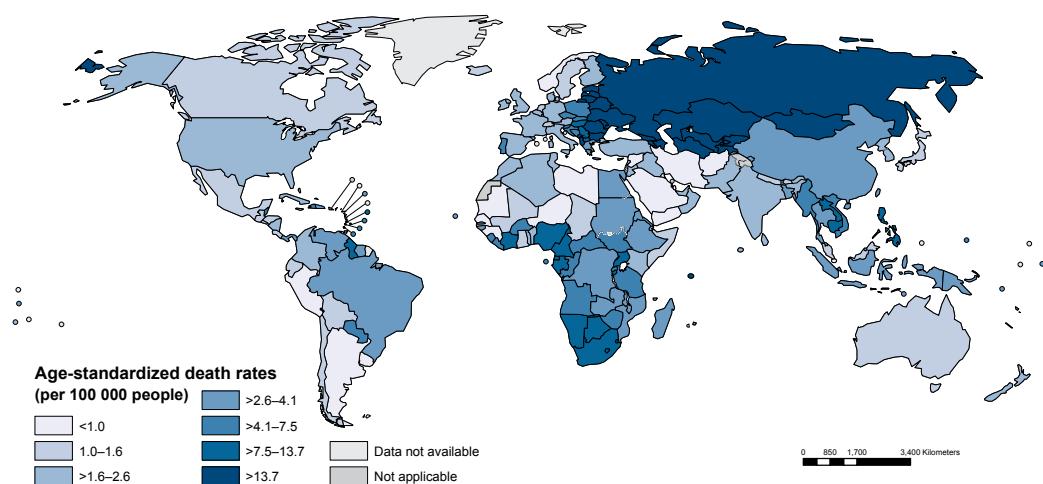 Age-standardized death rates
(per 100 000 people)
<1.0
1.0–1.6
>1.6–2.6
>2.6–4.1
>4.1–7.5
>7.5–13.7
>13.7
Data not available
Not applicable
0 850 1,700 3,400 Kilometers